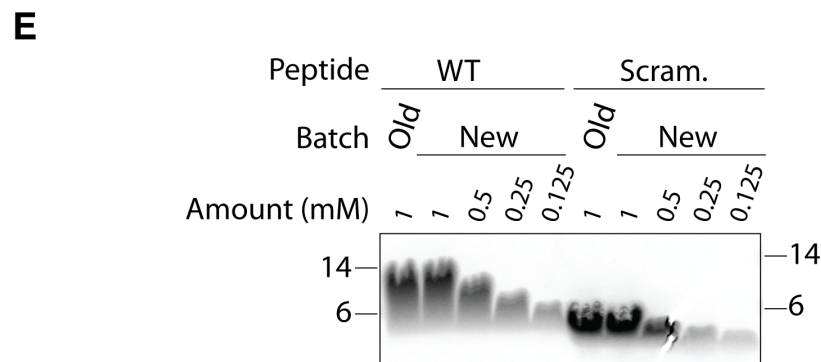 E
Peptide WT Scram.
Batch Old New Old New
Amount (mM) 1 1 0.5 0.25 0.125 1 1 0.5 0.25 0.125
14 14
6 6